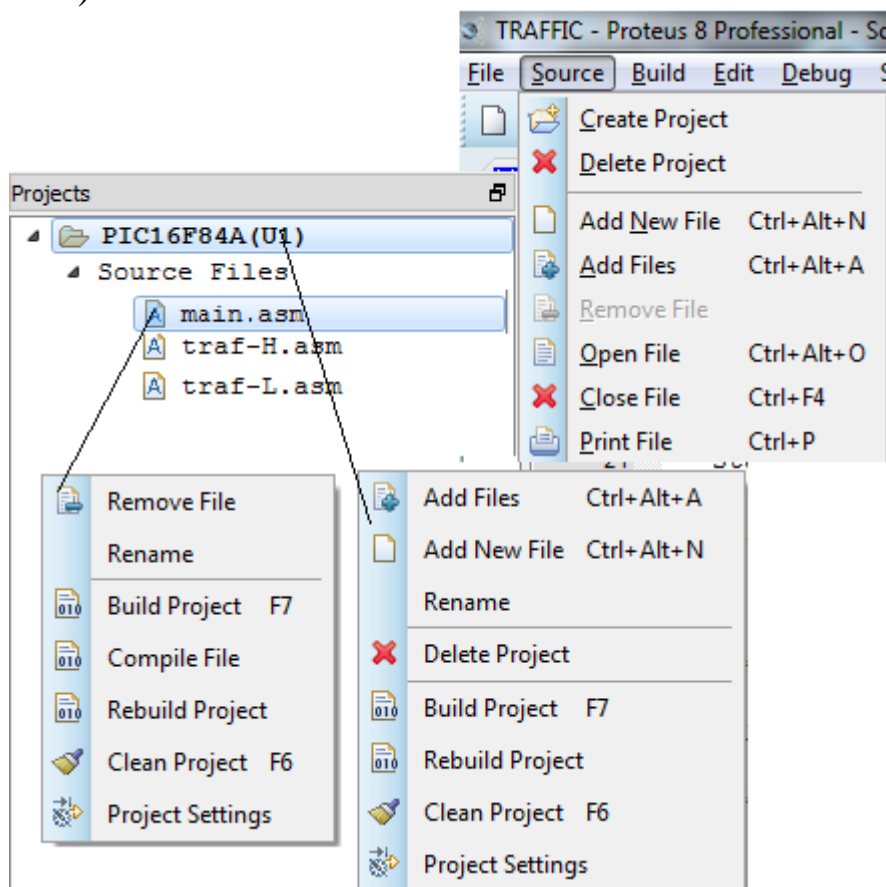 )
TRAFFIC - Proteus 8 Professional - Sc
File Source Build Edit Debug S
Create Project
Delete Project
Add New File Ctrl+Alt+N
Add Files Ctrl+Alt+A
Remove File
Open File Ctrl+Alt+O
Close File Ctrl+F4
Print File Ctrl+P
Projects
PIC16F84A(U1)
Source Files
main.asm
traf-H.asm
traf-L.asm
Remove File
Rename
Build Project F7
Compile File
Rebuild Project
Clean Project F6
Project Settings
Add Files Ctrl+Alt+A
Add New File Ctrl+Alt+N
Rename
Delete Project
Build Project F7
Rebuild Project
Clean Project F6
Project Settings